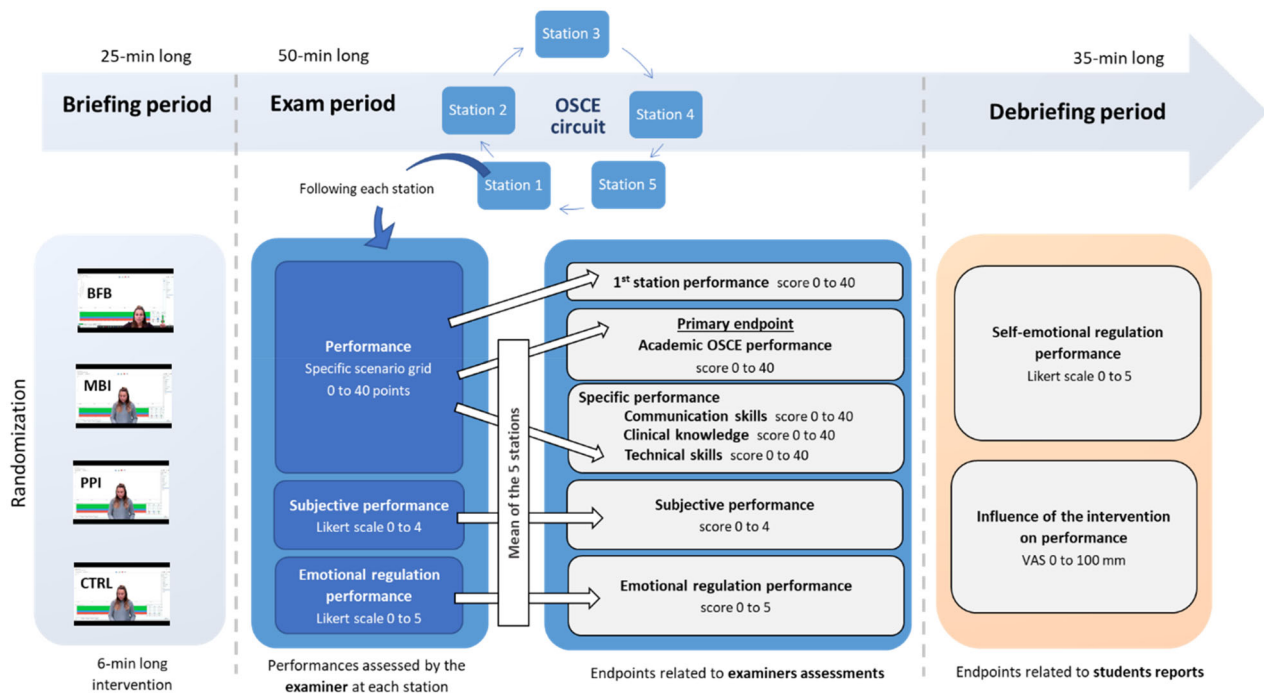 25-min long
50-min long
35-min long
Briefing period
Exam period
OSCE
circuit
Debriefing period
Station 3
Station 2
Station 4
Station 1
Station 5
Following each station
Randomization
BFB
MBI
PPI
CTRL
6-min long
intervention
Performance
Specific scenario grid
0 to 40 points
Subjective performance
Likert scale 0 to 4
Emotional regulation
performance
Likert scale 0 to 5
Performances assessed by the
examiner at each station
Mean of the 5 stations
1st station performance score 0 to 40
Primary endpoint
Academic OSCE performance
score 0 to 40
Specific performance
Communication skills score 0 to 40
Clinical knowledge score 0 to 40
Technical skills score 0 to 40
Subjective performance
score 0 to 4
Emotional regulation performance
score 0 to 5
Endpoints related to examiners assessments
Self-emotional regulation
performance
Likert scale 0 to 5
Influence of the intervention
on performance
VAS 0 to 100 mm
Endpoints related to students reports